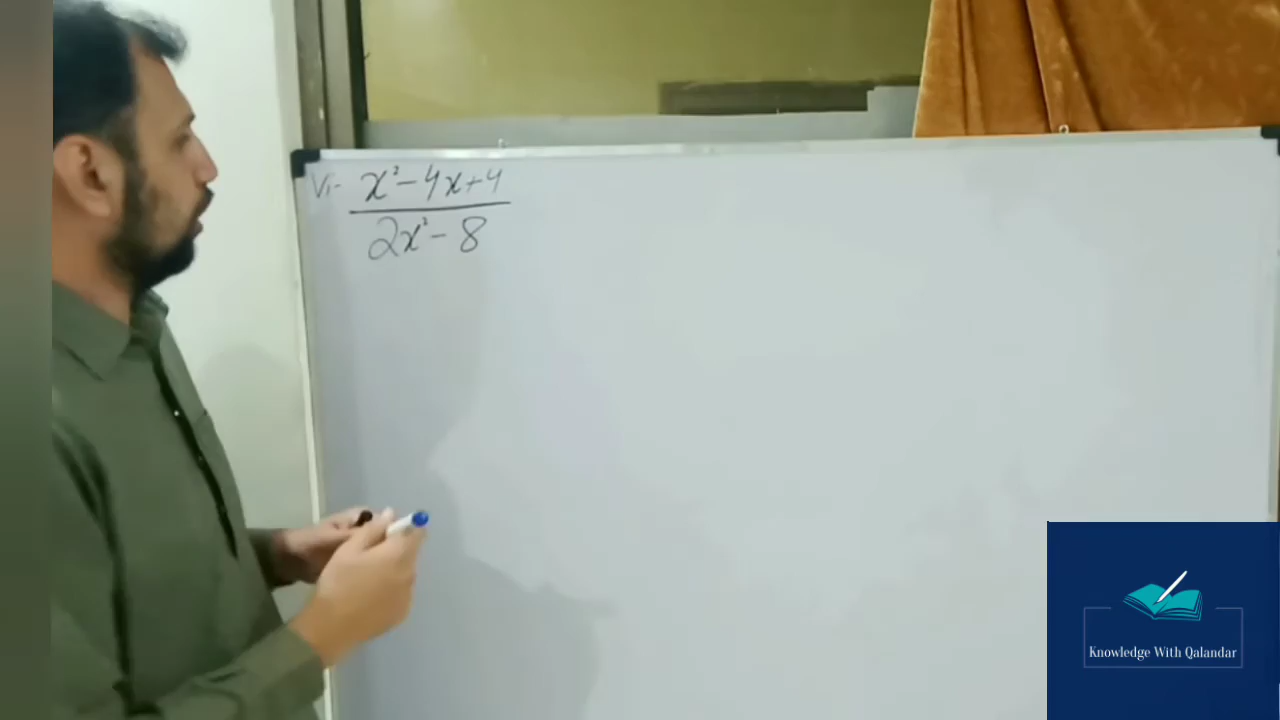 Vi- x² - 4x + 4
2x² - 8
Knowledge With Qalandar